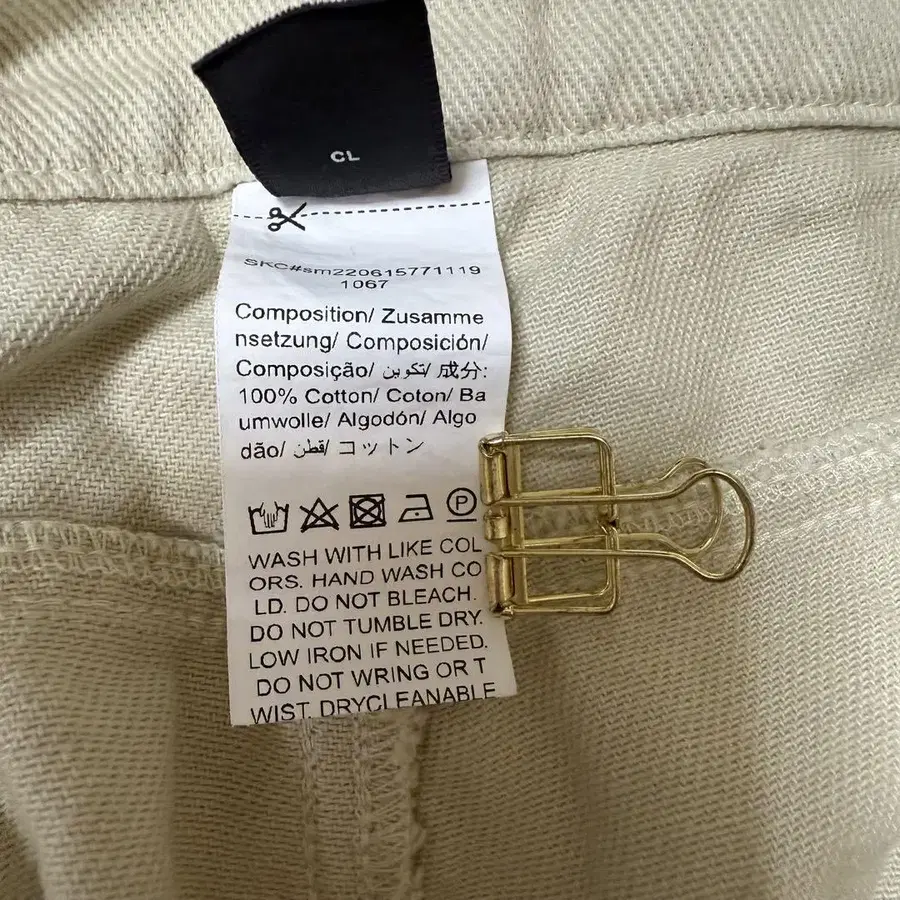 CL
SKC#sm220615771119
1067
Composition/ Zusamme
nsetzung/ Composición/
Composição/ تكوين/ 成分:
100% Cotton/ Coton/ Ba
umwolle/ Algodón/ Algo
dão/ قطن/ コットン
P
WASH WITH LIKE COL
ORS. HAND WASH CO
LD. DO NOT BLEACH.
DO NOT TUMBLE DRY.
LOW IRON IF NEEDED.
DO NOT WRING OR T
WIST. DRYCLEANABLE